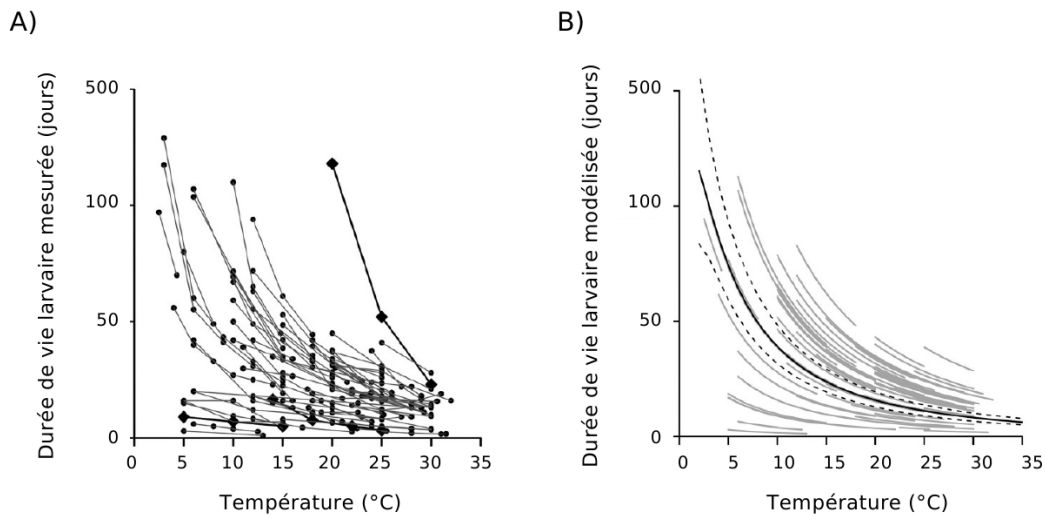 A)
B)
Durée de vie larvaire mesurée (jours)
500
100
50
0
0 5 10 15 20 25 30 35
Température (°C)
Durée de vie larvaire modélisée (jours)
500
100
50
0
0 5 10 15 20 25 30 35
Température (°C)